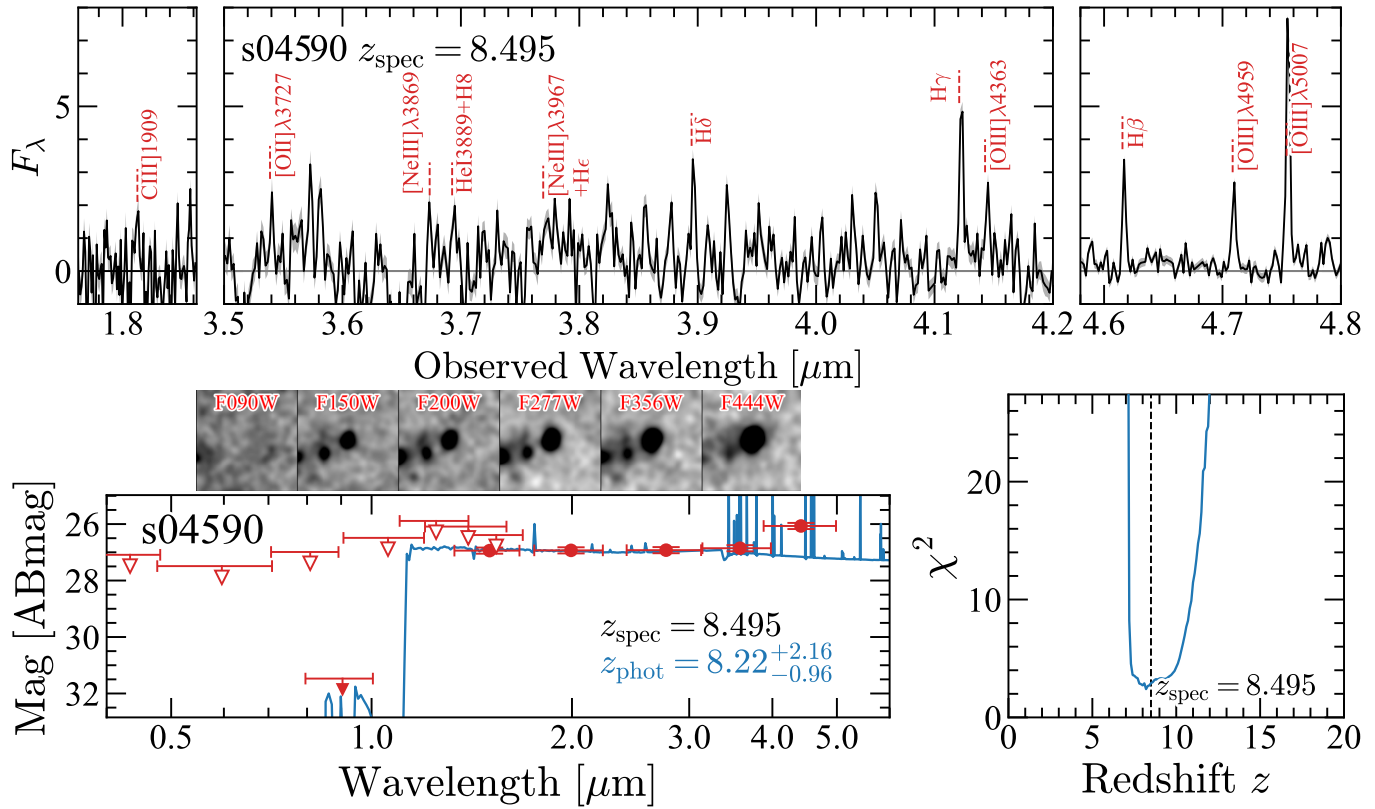 s04590 z_spec = 8.495
CIII]1909
[OII]λ3727
[NeIII]λ3869
HeI3889+H8
[NeIII]λ3967
+Hϵ
Hδ
Hγ
[OIII]λ4363
Hβ
[OIII]λ4959
[OIII]λ5007
F_λ
5
0
1.8
3.5
3.6
3.7
3.8
3.9
4.0
4.1
4.2
4.6
4.7
4.8
Observed Wavelength [μm]
F090W
F150W
F200W
F277W
F356W
F444W
s04590
Mag [ABmag]
26
28
30
32
z_spec = 8.495
z_phot = 8.22 +2.16 −0.96
0.5
1.0
2.0
3.0
4.0
5.0
Wavelength [μm]
χ²
20
10
0
z_spec = 8.495
0
5
10
15
20
Redshift z